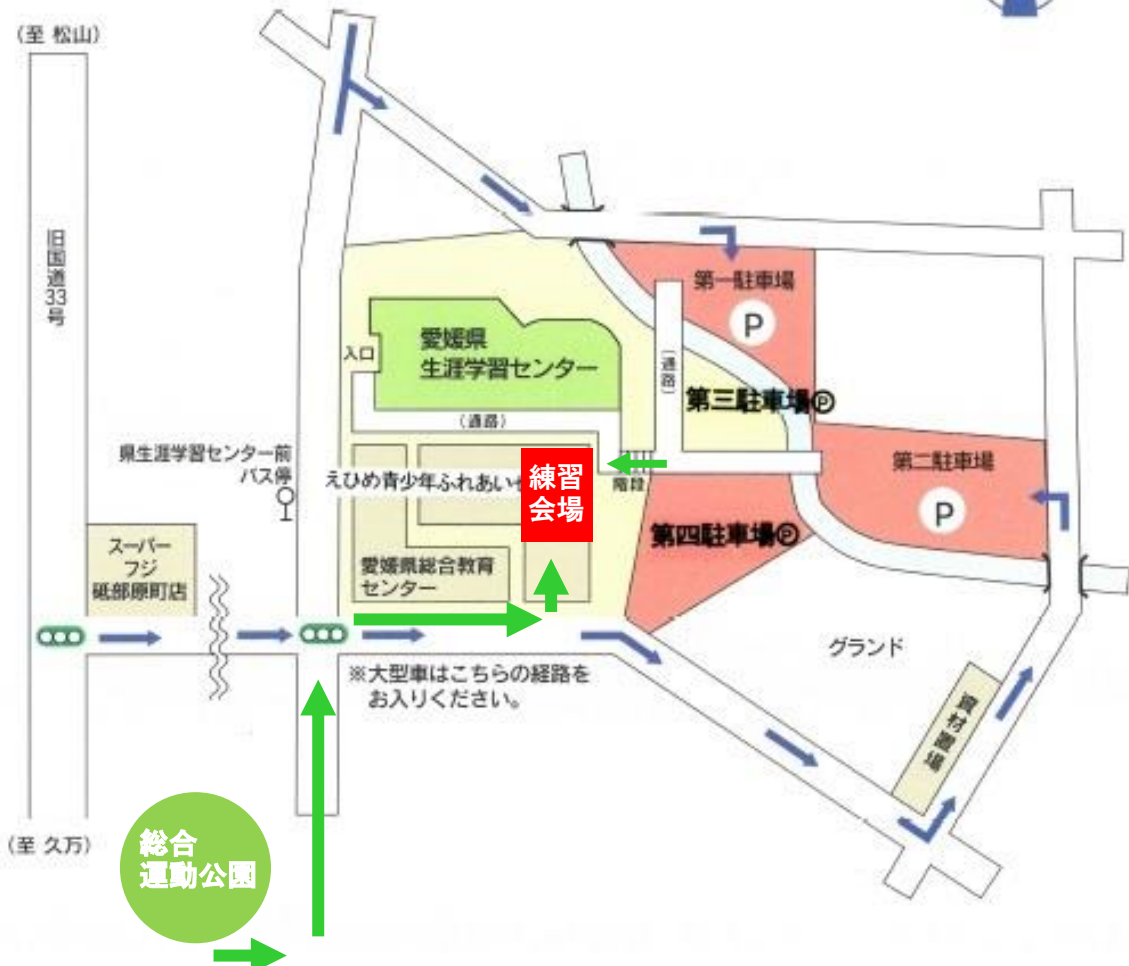 (至 松山)
旧国道33号
第一駐車場
P
愛媛県
生涯学習センター
入口
(通路)
第三駐車場Ⓟ
(通路)
県生涯学習センター前
バス停
えひめ青少年ふれあい
練習
会場
階段
第二駐車場
P
第四駐車場Ⓟ
スーパー
フジ
砥部原町店
愛媛県総合教育
センター
グランド
※大型車はこちらの経路を
お入りください。
資材置場
(至 久万)
総合
運動公園